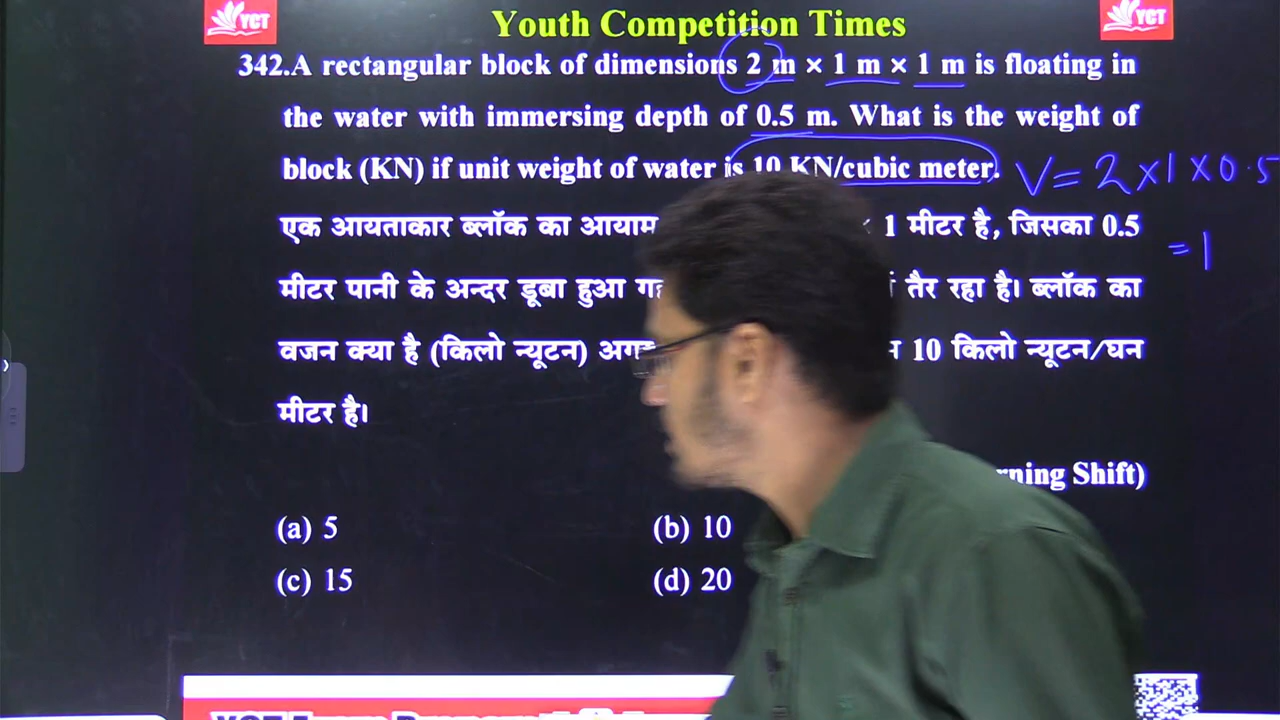 YCT
Youth Competition Times
YCT
342.A rectangular block of dimensions 2 m × 1 m × 1 m is floating in
the water with immersing depth of 0.5 m. What is the weight of
block (KN) if unit weight of water is 10 KN/cubic meter.
V = 2 × 1 × 0.5
= 1
एक आयताकार ब्लॉक का आयाम 1 मीटर है, जिसका 0.5
मीटर पानी के अन्दर डूबा हुआ तैर रहा है। ब्लॉक का
वजन क्या है (किलो न्यूटन) 10 किलो न्यूटन/घन
मीटर है।
Shift)
(a) 5 (b) 10
(c) 15 (d) 20